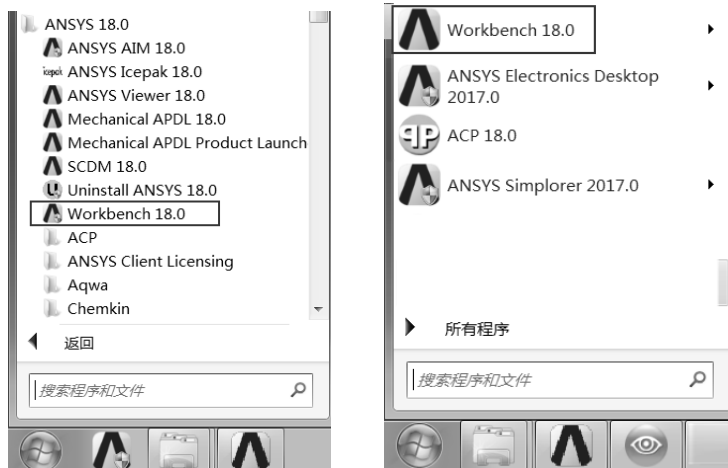 ANSYS 18.0
ANSYS AIM 18.0
ANSYS Icepak 18.0
ANSYS Viewer 18.0
Mechanical APDL 18.0
Mechanical APDL Product Launch
SCDM 18.0
Uninstall ANSYS 18.0
Workbench 18.0
ACP
ANSYS Client Licensing
Aqwa
Chemkin
返回
搜索程序和文件
Workbench 18.0
ANSYS Electronics Desktop
2017.0
ACP 18.0
ANSYS Simplorer 2017.0
所有程序
搜索程序和文件